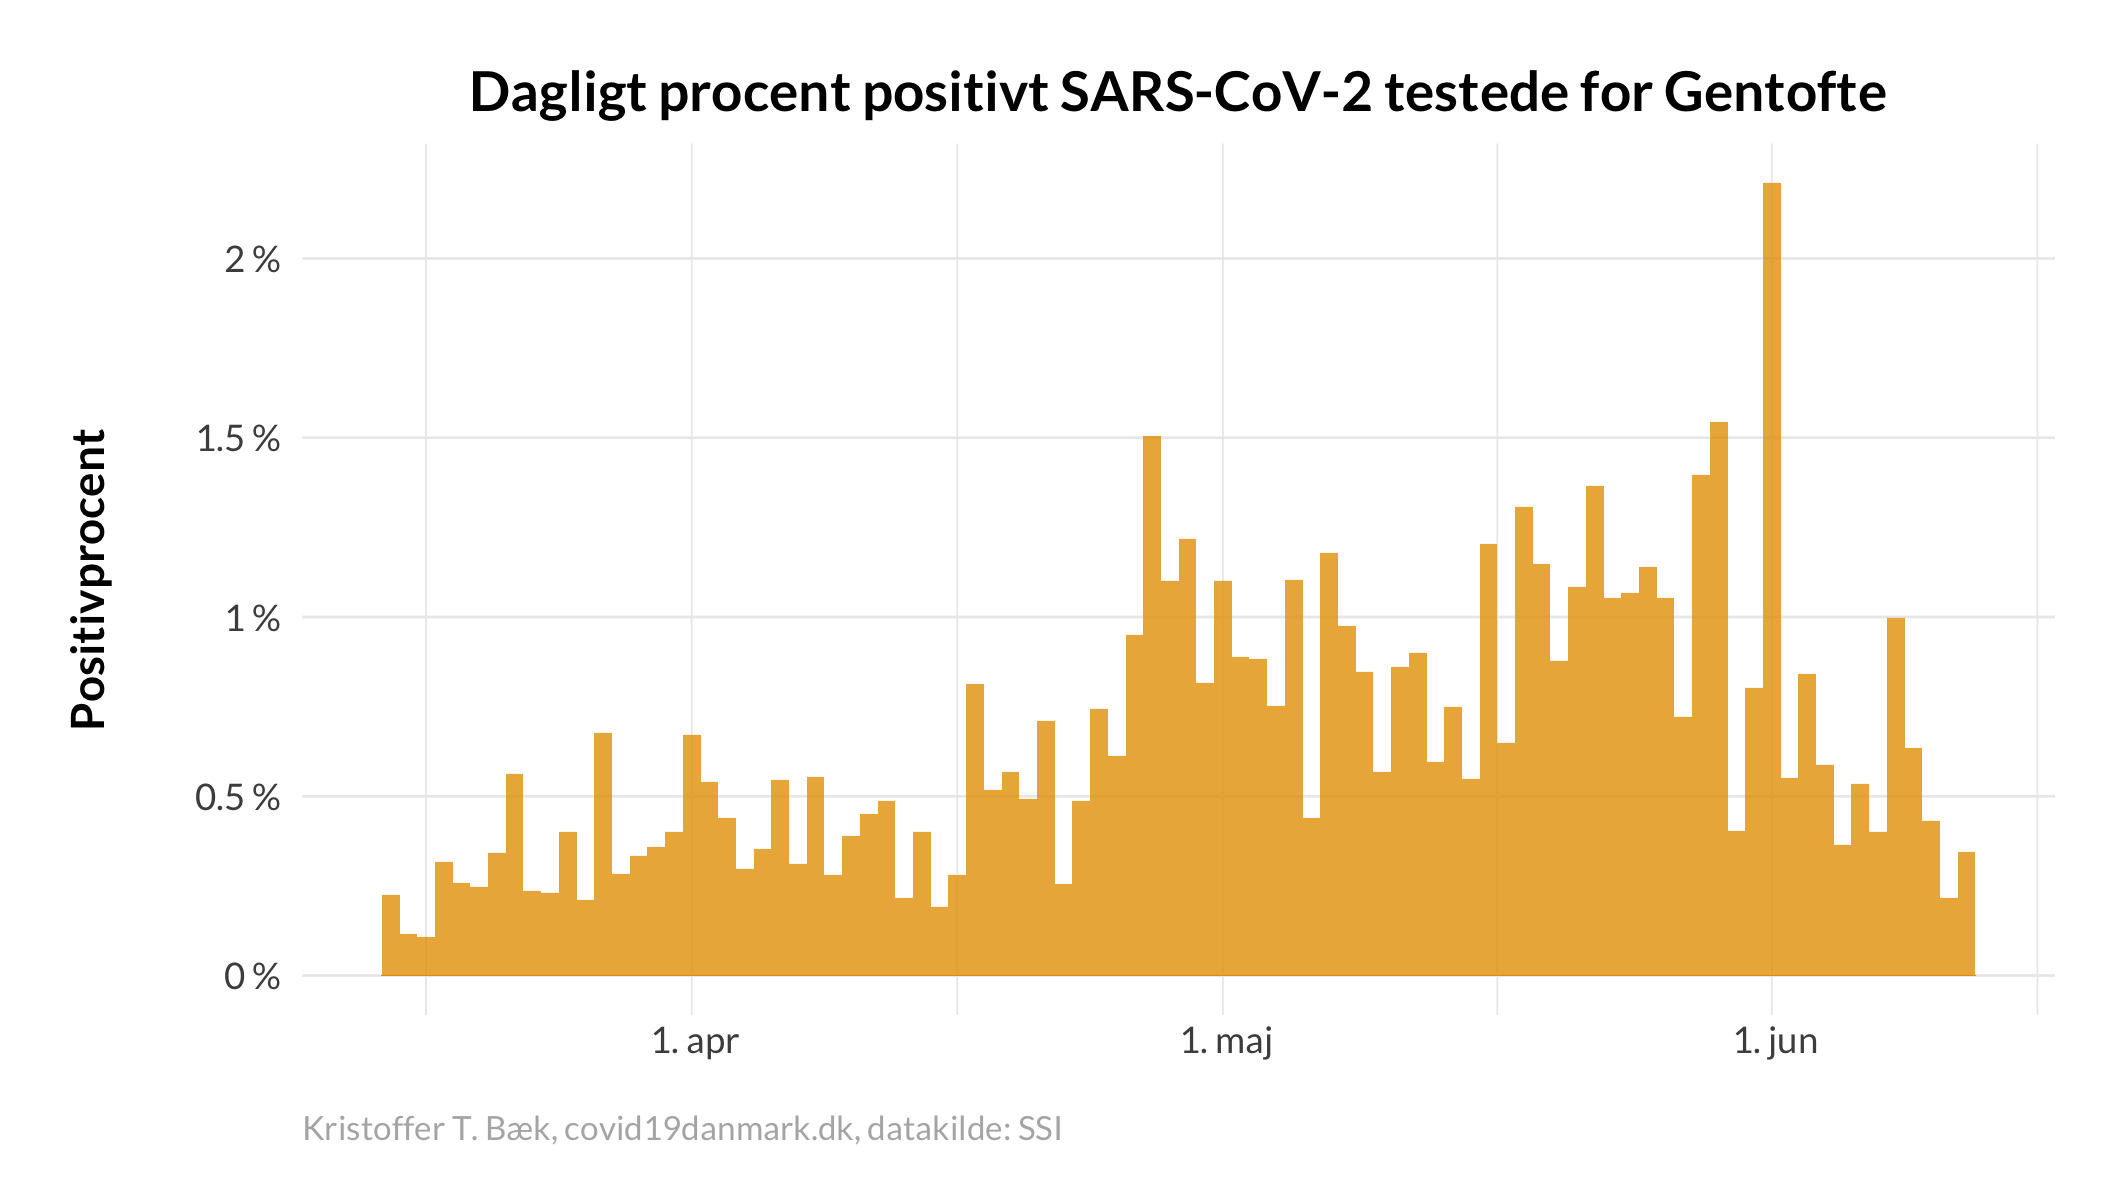 Dagligt procent positivt SARS-CoV-2 testede for Gentofte
Positivprocent
2 %
1.5 %
1 %
0.5 %
0 %
1. apr
1. maj
1. jun
Kristoffer T. Bæk, covid19danmark.dk, datakilde: SSI